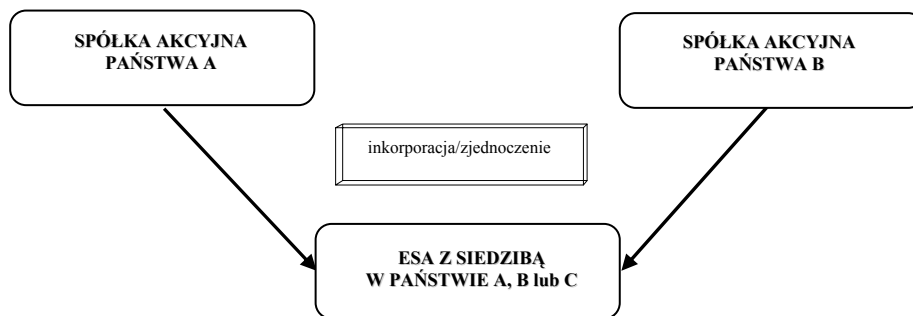 SPÓŁKA AKCYJNA
PAŃSTWA A
SPÓŁKA AKCYJNA
PAŃSTWA B
inkorporacja/zjednoczenie
ESA Z SIEDZIBĄ
W PAŃSTWIE A, B lub C